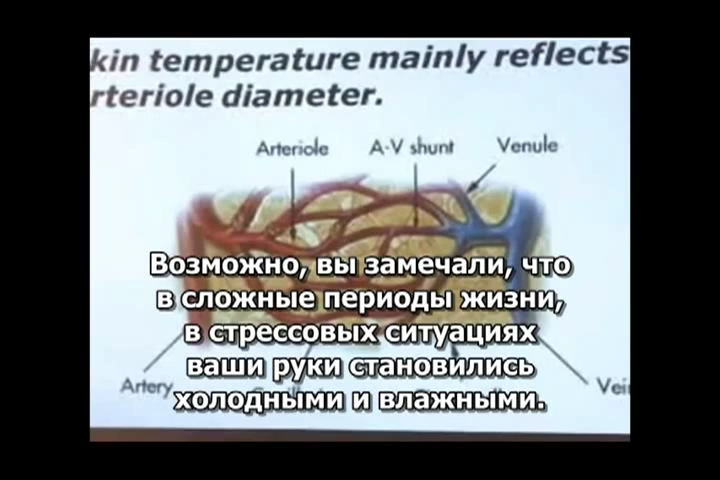 kin temperature mainly reflects
rteriole diameter.
Arteriole A-V shunt Venule
Возможно, вы замечали, что
в сложные периоды жизни,
в стрессовых ситуациях
ваши руки становились
холодными и влажными.
Artery Vei